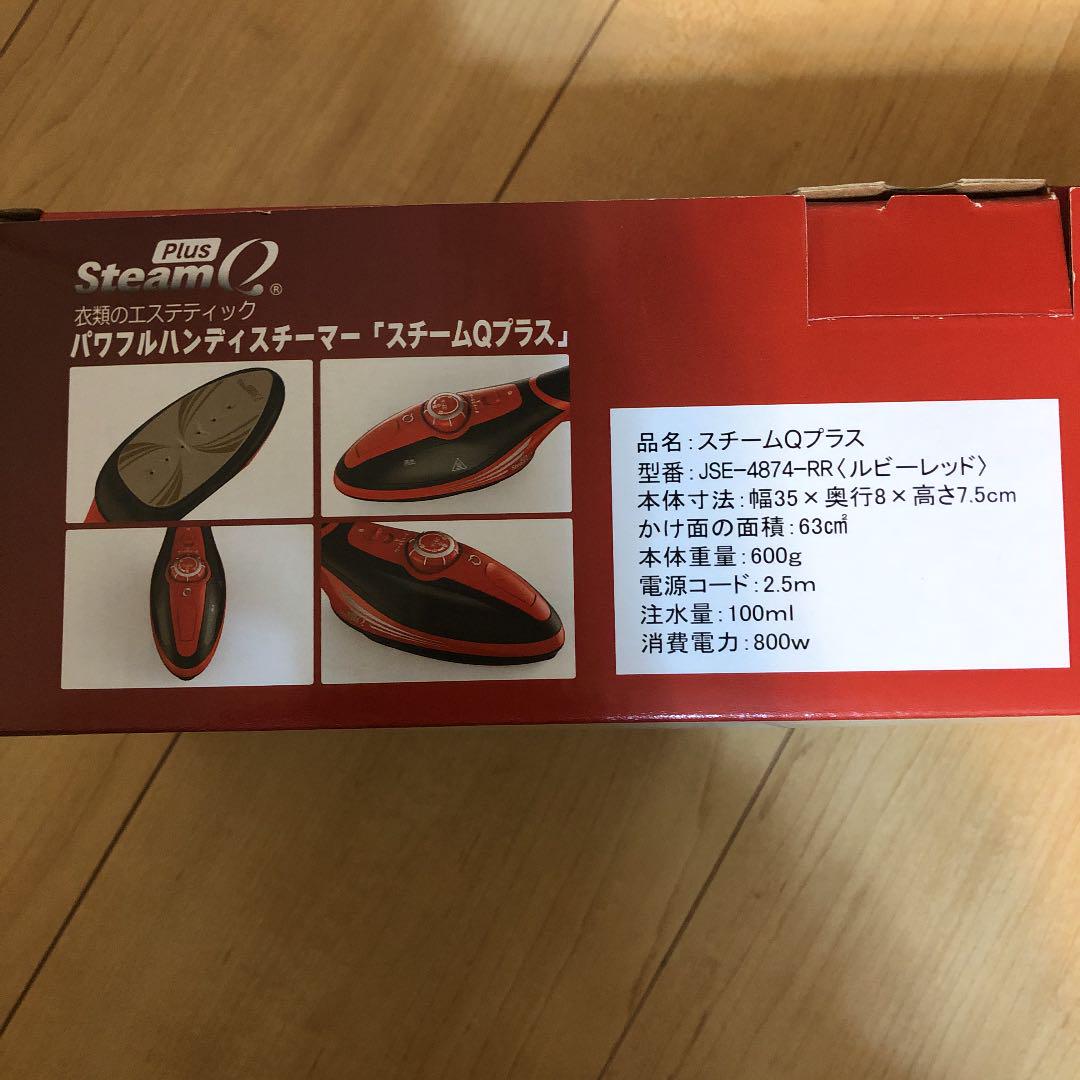 Plus
SteamQ®
衣類のエステティック
パワフルハンディスチーマー「スチームQプラス」
品名:スチームQプラス
型番:JSE-4874-RR〈ルビーレッド〉
本体寸法:幅35×奥行8×高さ7.5cm
かけ面の面積:63c㎡
本体重量:600g
電源コード:2.5m
注水量:100ml
消費電力:800w